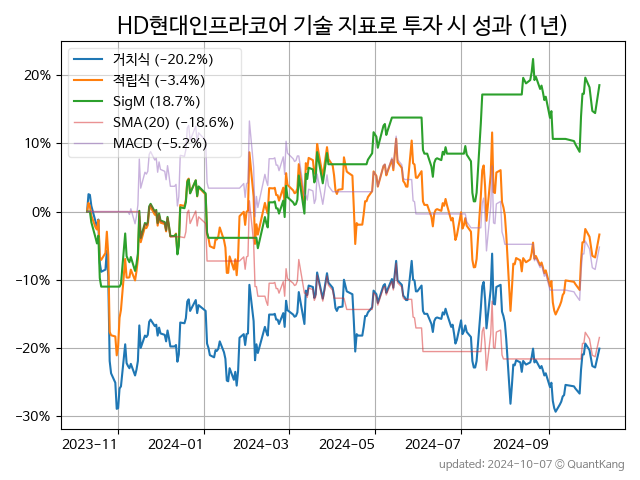 HD현대인프라코어 기술 지표로 투자 시 성과 (1년)
거치식 (−20.2%)
적립식 (−3.4%)
SigM (18.7%)
SMA(20) (−18.6%)
MACD (−5.2%)
20%
10%
0%
−10%
−20%
−30%
2023-11 2024-01 2024-03 2024-05 2024-07 2024-09
updated: 2024-10-07 © QuantKang